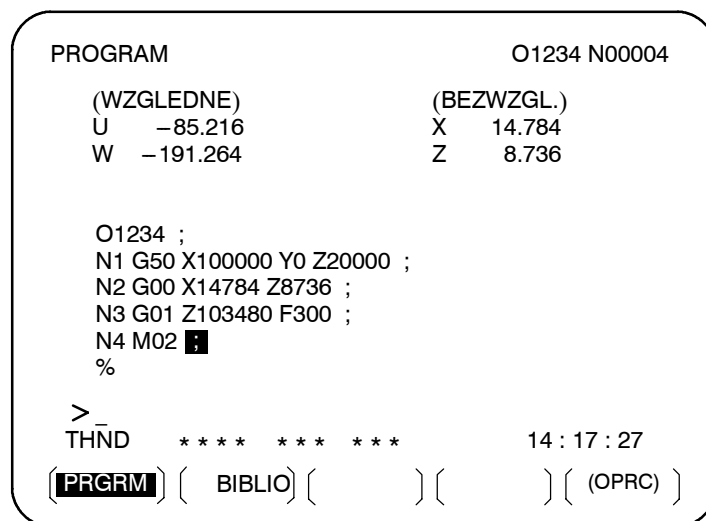 PROGRAM O1234 N00004
(WZGLEDNE) (BEZWZGL.)
U −85.216 X 14.784
W −191.264 Z 8.736
O1234 ;
N1 G50 X100000 Y0 Z20000 ;
N2 G00 X14784 Z8736 ;
N3 G01 Z103480 F300 ;
N4 M02 ;
%
>_
THND * * * * * * * * * * 14 : 17 : 27
[PRGRM] [ BIBLIO] [ ] [ ] [ (OPRC) ]